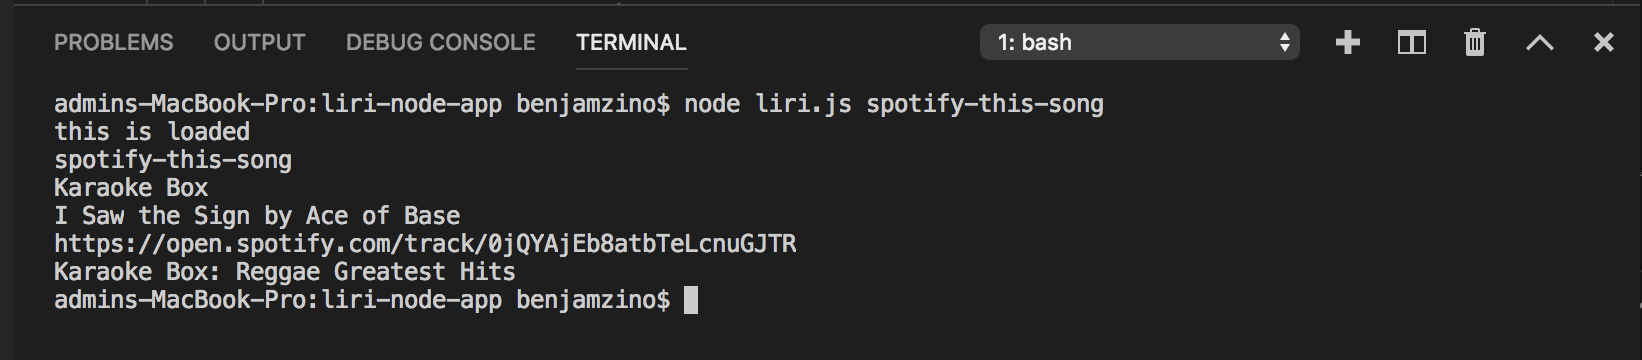 PROBLEMS OUTPUT DEBUG CONSOLE TERMINAL 1: bash
admins-MacBook-Pro:liri-node-app benjamzino$ node liri.js spotify-this-song
this is loaded
spotify-this-song
Karaoke Box
I Saw the Sign by Ace of Base
https://open.spotify.com/track/0jQYAjEb8atbTeLcnuGJTR
Karaoke Box: Reggae Greatest Hits
admins-MacBook-Pro:liri-node-app benjamzino$